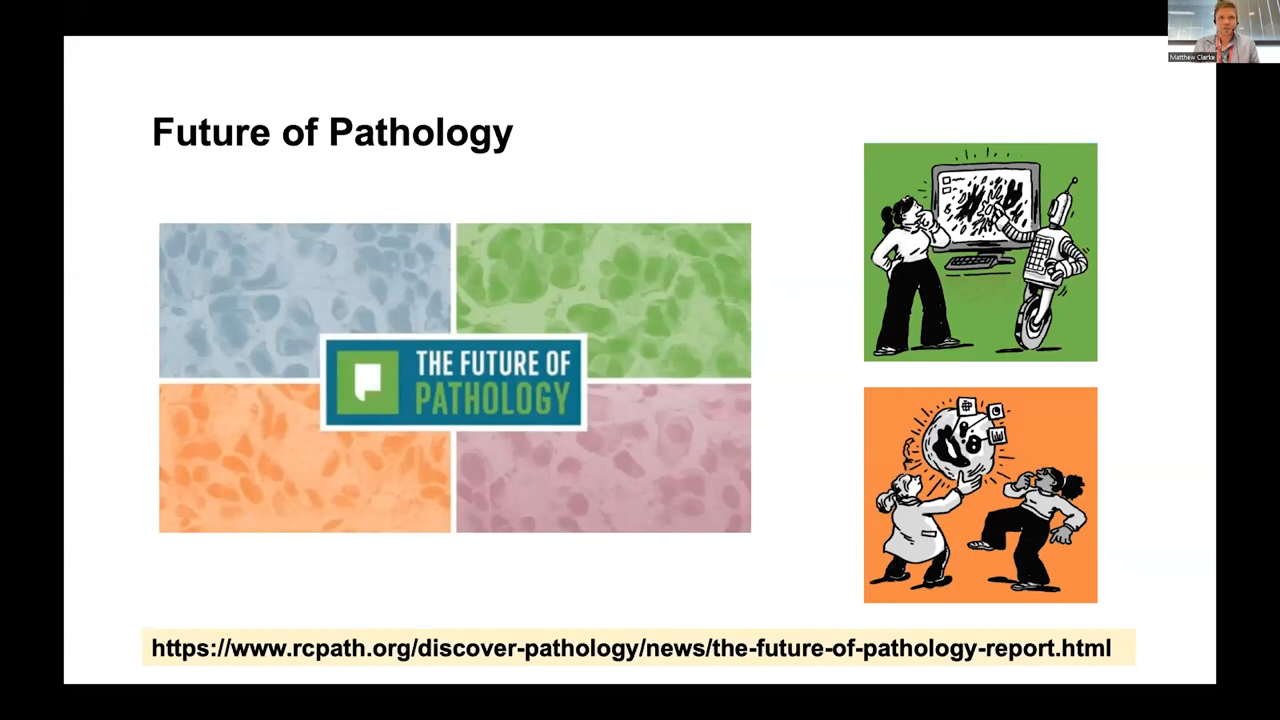 Matthew Clarke
Future of Pathology
THE FUTURE OF
PATHOLOGY
https://www.rcpath.org/discover-pathology/news/the-future-of-pathology-report.html